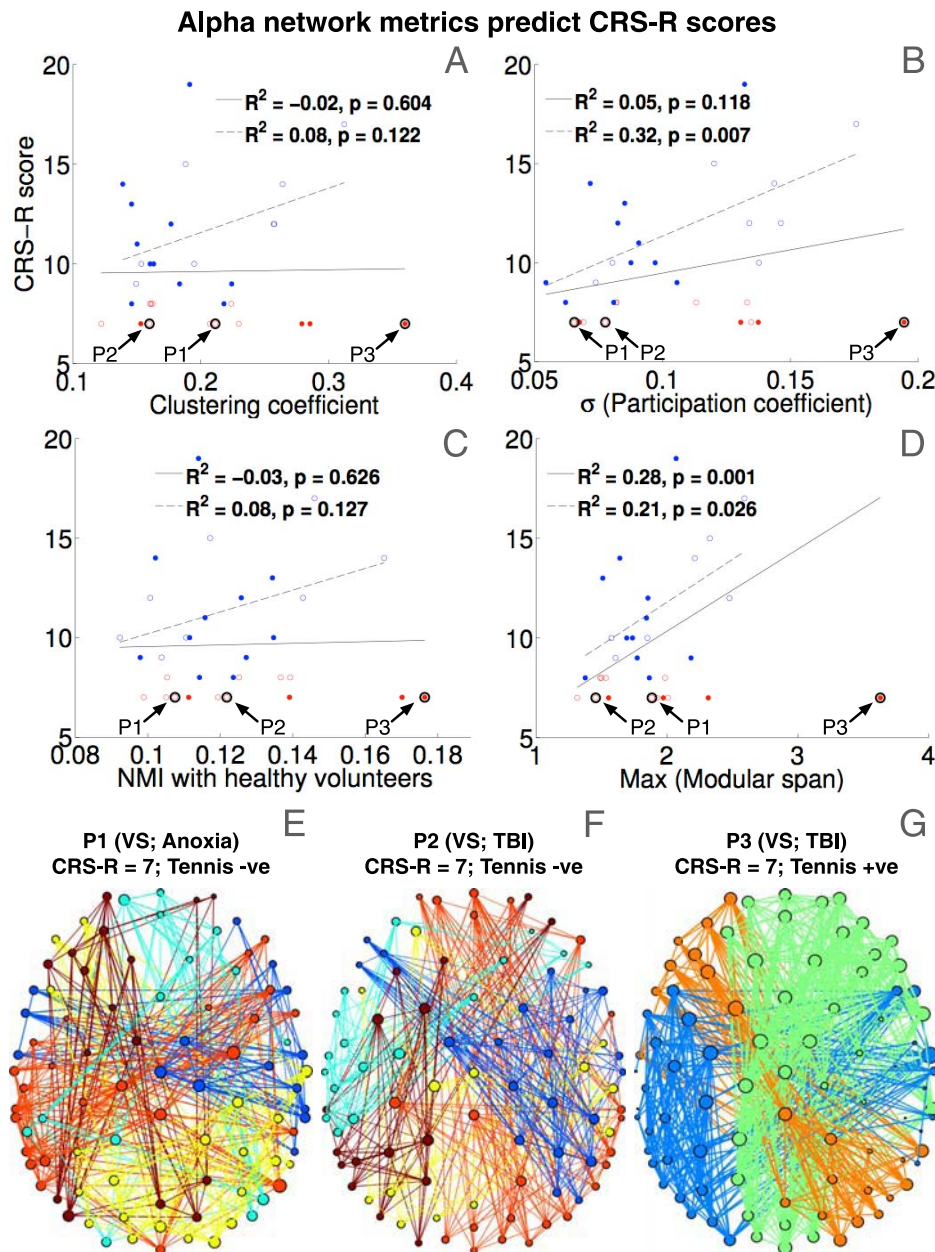 Alpha network metrics predict CRS-R scores
A
R² = −0.02, p = 0.604
R² = 0.08, p = 0.122
CRS−R score
20
15
10
5
P2
P1
P3
0.1
0.2
0.3
0.4
Clustering coefficient
B
R² = 0.05, p = 0.118
R² = 0.32, p = 0.007
20
15
10
5
P1
P2
P3
0.05
0.1
0.15
0.2
σ (Participation coefficient)
C
R² = −0.03, p = 0.626
R² = 0.08, p = 0.127
20
15
10
5
P1
P2
P3
0.08
0.1
0.12
0.14
0.16
0.18
NMI with healthy volunteers
D
R² = 0.28, p = 0.001
R² = 0.21, p = 0.026
20
15
10
5
P2
P1
P3
1
2
3
4
Max (Modular span)
P1 (VS; Anoxia)
E
CRS-R = 7; Tennis -ve
P2 (VS; TBI)
F
CRS-R = 7; Tennis -ve
P3 (VS; TBI)
G
CRS-R = 7; Tennis +ve